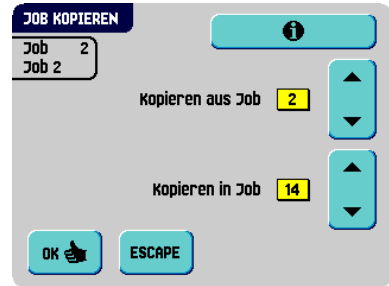 JOB KOPIEREN
Job 2
Job 2
Kopieren aus Job 2
Kopieren in Job 14
OK
ESCAPE